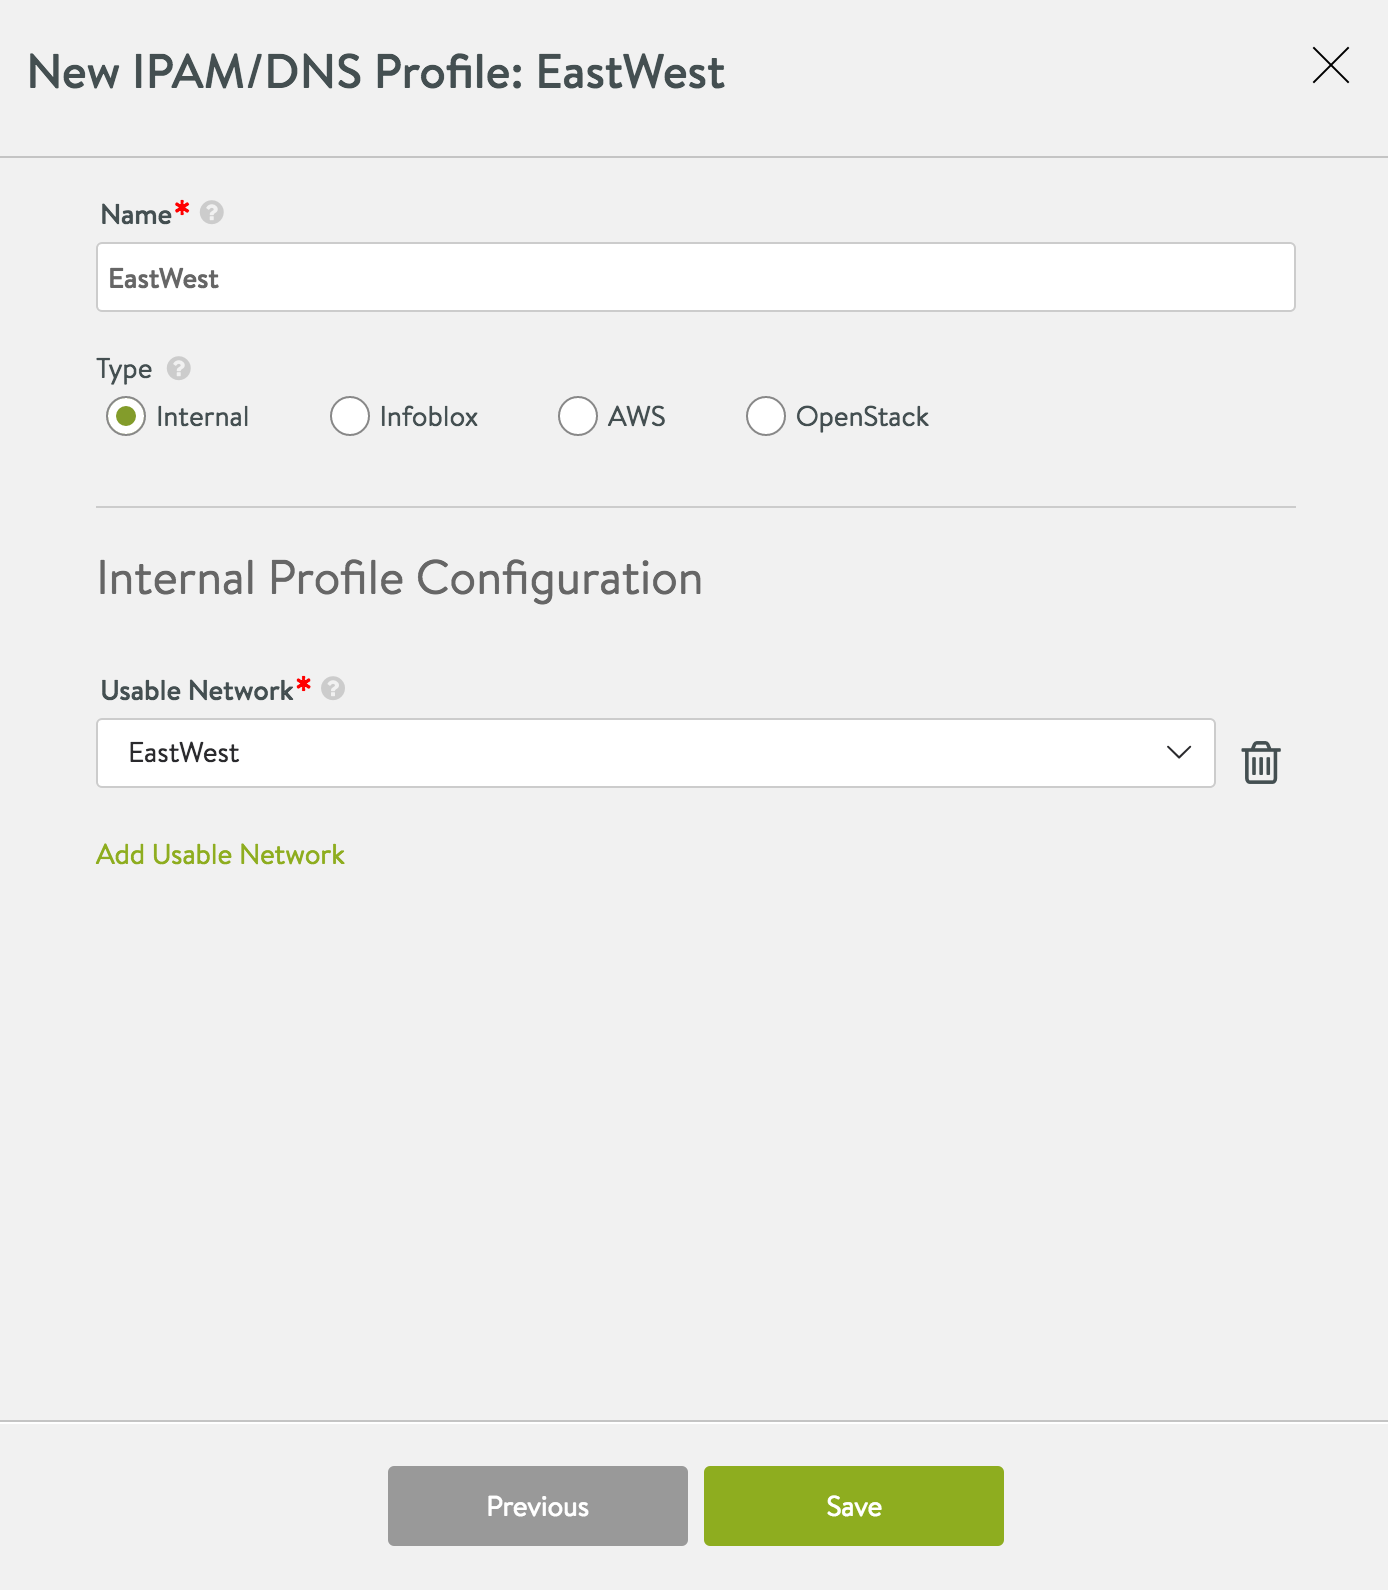 New IPAM/DNS Profile: EastWest
Name* ?
EastWest
Type ?
Internal Infoblox AWS OpenStack
Internal Profile Configuration
Usable Network* ?
EastWest
Add Usable Network
Previous Save